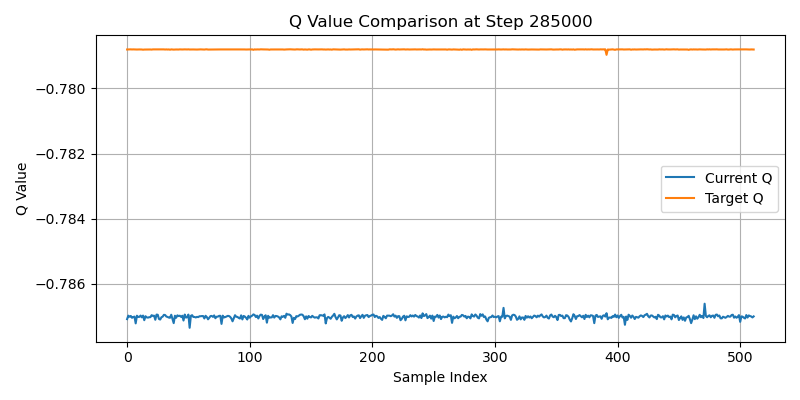 Q Value Comparison at Step 285000
Q Value
−0.780
−0.782
−0.784
−0.786
Current Q
Target Q
0
100
200
300
400
500
Sample Index